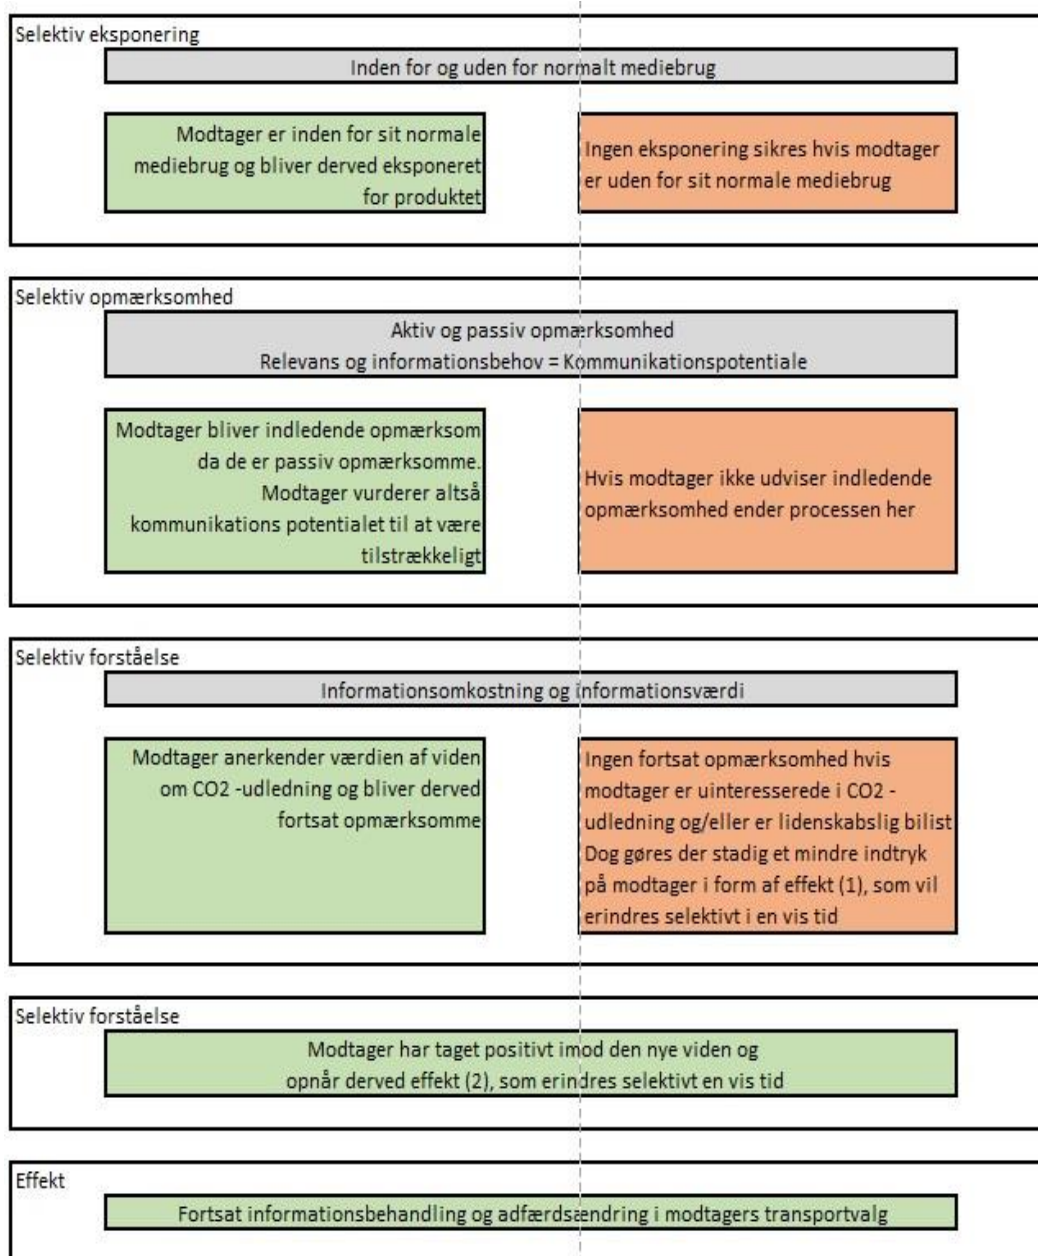 Selektiv eksponering
Inden for og uden for normalt mediebrug
Modtager er inden for sit normale
mediebrug og bliver derved eksponeret
for produktet
Ingen eksponering sikres hvis modtager
er uden for sit normale mediebrug
Selektiv opmærksomhed
Aktiv og passiv opmærksomhed
Relevans og informationsbehov = Kommunikationspotentiale
Modtager bliver indledende opmærksom
da de er passiv opmærksomme.
Modtager vurderer altså
kommunikations potentialet til at være
tilstrækkeligt
Hvis modtager ikke udviser indledende
opmærksomhed ender processen her
Selektiv forståelse
Informationsomkostning og informationsværdi
Modtager anerkender værdien af viden
om CO2 -udledning og bliver derved
fortsat opmærksomme
Ingen fortsat opmærksomhed hvis
modtager er uinteresserede i CO2 -
udledning og/eller er lidenskabslig bilist
Dog gøres der stadig et mindre indtryk
på modtager i form af effekt (1), som vil
erindres selektivt i en vis tid
Selektiv forståelse
Modtager har taget positivt imod den nye viden og
opnår derved effekt (2), som erindres selektivt en vis tid
Effekt
Fortsat informationsbehandling og adfærdsændring i modtagers transportvalg